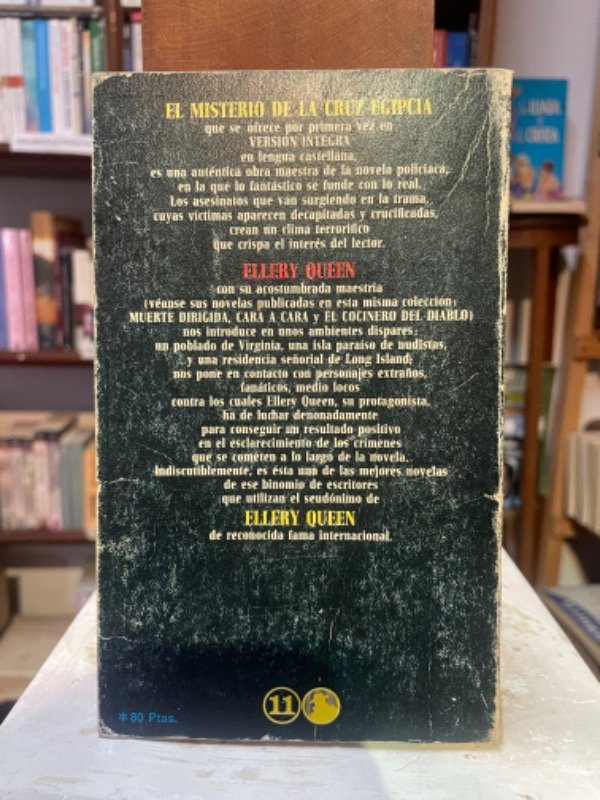 EL MISTERIO DE LA CRUZ EGIPCIA
que se ofrece por primera vez en
VERSION INTEGRA
en lengua castellana,
es una auténtica obra maestra de la novela policiaca,
en la que lo fantástico se funde con lo real.
Los asesinatos que van surgiendo en la trama,
cuyas víctimas aparecen decapitadas y crucificadas,
crean un clima terrorífico
que crispa el interés del lector.
ELLERY QUEEN
con su acostumbrada maestria
(véanse sus novelas publicadas en esta misma colección:
MUERTE DIRIGIDA, CARA A CARA y EL COCINERO DEL DIABLO)
nos introduce en unos ambientes dispares:
un poblado de Virginia, una isla paraíso de nudistas,
y una residencia señorial de Long Island;
nos pone en contacto con personajes extraños,
fanáticos, medio locos
contra los cuales Ellery Queen, su protagonista,
ha de luchar denonadamente
para conseguir un resultado positivo
en el esclarecimiento de los crímenes
que se cometen a lo largo de la novela.
Indiscutiblemente, es ésta una de las mejores novelas
de ese binomio de escritores
que utilizan el seudónimo de
ELLERY QUEEN
de reconocida fama internacional.
11
*80 Ptas.